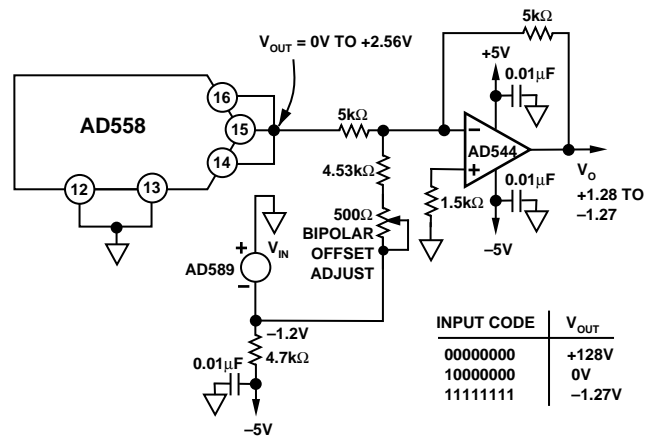 5kΩ
V_OUT = 0V TO +2.56V
+5V
0.01μF
16
AD558
15
5kΩ
14
AD544
12
13
4.53kΩ
V_O
+1.28 TO
–1.27
0.01μF
1.5kΩ
500Ω
BIPOLAR
OFFSET
ADJUST
–5V
+
V_IN
AD589
–
–1.2V
4.7kΩ
0.01μF
–5V
INPUT CODE V_OUT
00000000 +128V
10000000 0V
11111111 –1.27V